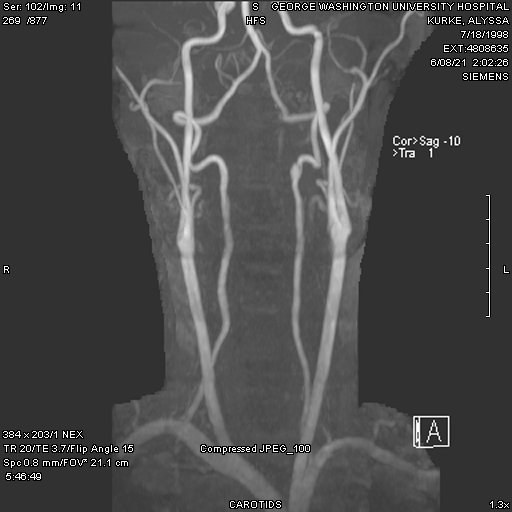 Ser: 102/Img: 11
269 /877
S
HFS
GEORGE WASHINGTON UNIVERSITY HOSPITAL
KURKE, ALYSSA
7/18/1998
EXT:4808635
6/08/21 2:02:26
SIEMENS
Cor>Sag -10
>Tra 1
R
L
384 x 203/1 NEX
TR 20/TE 3.7/Flip Angle 15
Spc 0.8 mm/FOV* 21.1 cm
5:46:49
Compressed JPEG_100
A
CAROTIDS
1.3x